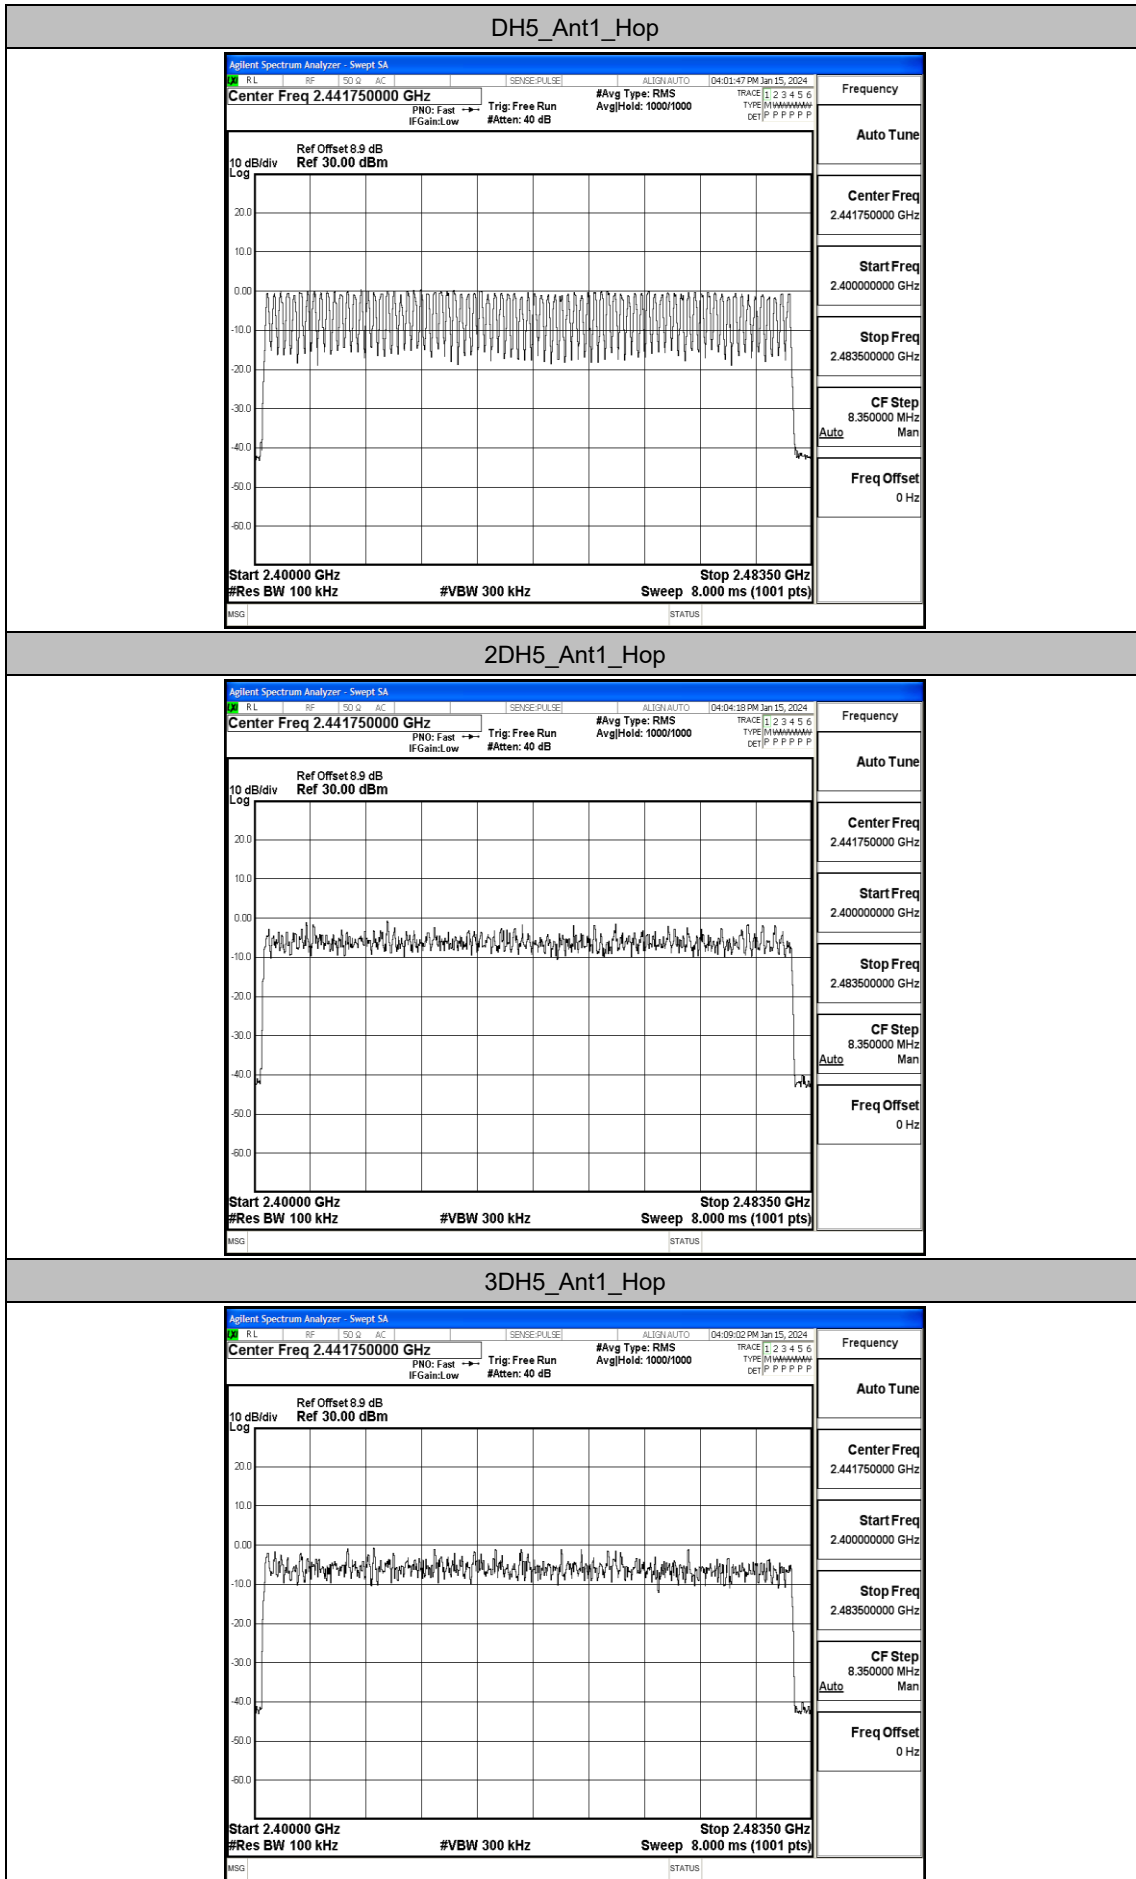 DH5_Ant1_Hop
Agilent Spectrum Analyzer - Swept SA
LXI RL RF 50 Ω AC SENSE:PULSE ALIGN AUTO 04:01:47 PM Jan 15, 2024
Center Freq 2.441750000 GHz #Avg Type: RMS TRACE 1 2 3 4 5 6
PNO: Fast Trig: Free Run Avg|Hold: 1000/1000 TYPE M WWWWW
IFGain:Low #Atten: 40 dB DET P P P P P P
Ref Offset 8.9 dB
10 dB/div Ref 30.00 dBm
Log
20.0
10.0
0.00
-10.0
-20.0
-30.0
-40.0
-50.0
-60.0
Start 2.40000 GHz Stop 2.48350 GHz
#Res BW 100 kHz #VBW 300 kHz Sweep 8.000 ms (1001 pts)
MSG STATUS
Frequency
Auto Tune
Center Freq
2.441750000 GHz
Start Freq
2.400000000 GHz
Stop Freq
2.483500000 GHz
CF Step
8.350000 MHz
Auto Man
Freq Offset
0 Hz
2DH5_Ant1_Hop
Agilent Spectrum Analyzer - Swept SA
LXI RL RF 50 Ω AC SENSE:PULSE ALIGN AUTO 04:04:18 PM Jan 15, 2024
Center Freq 2.441750000 GHz #Avg Type: RMS TRACE 1 2 3 4 5 6
PNO: Fast Trig: Free Run Avg|Hold: 1000/1000 TYPE M WWWWW
IFGain:Low #Atten: 40 dB DET P P P P P P
Ref Offset 8.9 dB
10 dB/div Ref 30.00 dBm
Log
20.0
10.0
0.00
-10.0
-20.0
-30.0
-40.0
-50.0
-60.0
Start 2.40000 GHz Stop 2.48350 GHz
#Res BW 100 kHz #VBW 300 kHz Sweep 8.000 ms (1001 pts)
MSG STATUS
Frequency
Auto Tune
Center Freq
2.441750000 GHz
Start Freq
2.400000000 GHz
Stop Freq
2.483500000 GHz
CF Step
8.350000 MHz
Auto Man
Freq Offset
0 Hz
3DH5_Ant1_Hop
Agilent Spectrum Analyzer - Swept SA
LXI RL RF 50 Ω AC SENSE:PULSE ALIGN AUTO 04:09:02 PM Jan 15, 2024
Center Freq 2.441750000 GHz #Avg Type: RMS TRACE 1 2 3 4 5 6
PNO: Fast Trig: Free Run Avg|Hold: 1000/1000 TYPE M WWWWW
IFGain:Low #Atten: 40 dB DET P P P P P P
Ref Offset 8.9 dB
10 dB/div Ref 30.00 dBm
Log
20.0
10.0
0.00
-10.0
-20.0
-30.0
-40.0
-50.0
-60.0
Start 2.40000 GHz Stop 2.48350 GHz
#Res BW 100 kHz #VBW 300 kHz Sweep 8.000 ms (1001 pts)
MSG STATUS
Frequency
Auto Tune
Center Freq
2.441750000 GHz
Start Freq
2.400000000 GHz
Stop Freq
2.483500000 GHz
CF Step
8.350000 MHz
Auto Man
Freq Offset
0 Hz